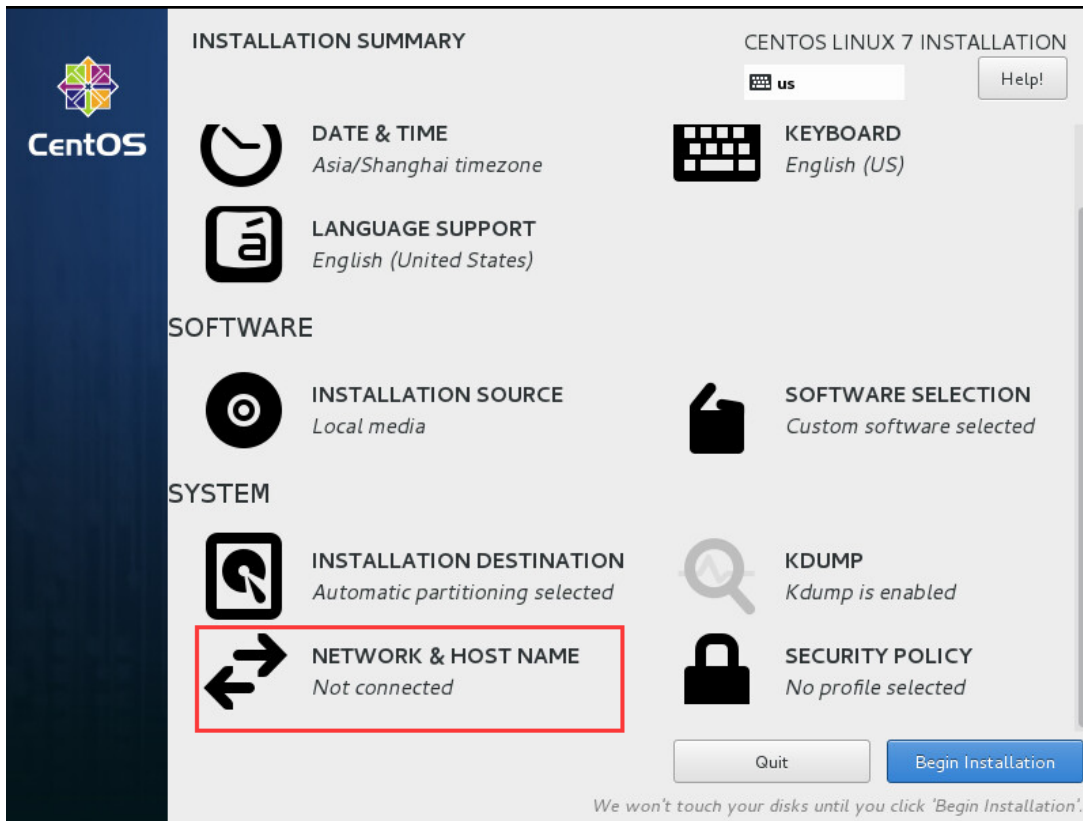 INSTALLATION SUMMARY
CENTOS LINUX 7 INSTALLATION
us
Help!
CentOS
DATE & TIME
Asia/Shanghai timezone
KEYBOARD
English (US)
á
LANGUAGE SUPPORT
English (United States)
SOFTWARE
INSTALLATION SOURCE
Local media
SOFTWARE SELECTION
Custom software selected
SYSTEM
INSTALLATION DESTINATION
Automatic partitioning selected
KDUMP
Kdump is enabled
NETWORK & HOST NAME
Not connected
SECURITY POLICY
No profile selected
Quit
Begin Installation
We won't touch your disks until you click 'Begin Installation'.